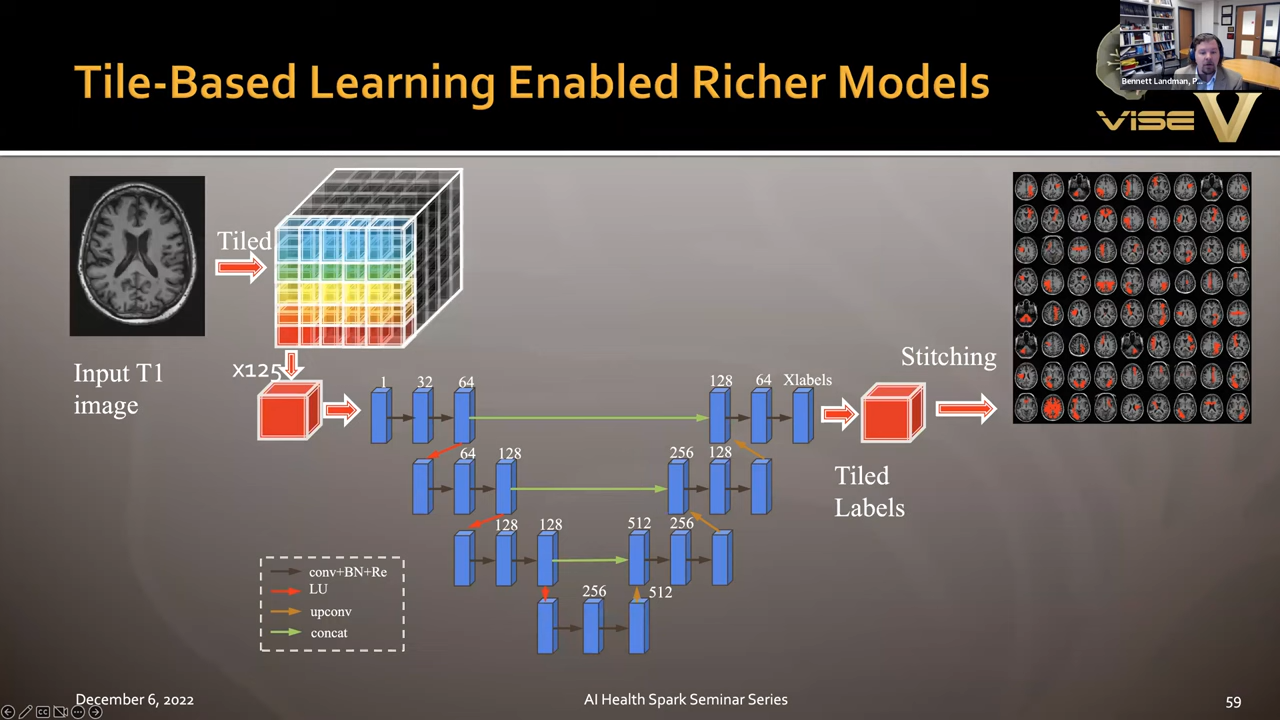 Tile-Based Learning Enabled Richer Models
Bennett Landman, P...
VISE V
Tiled
Input T1
image
x125
1
32
64
128
64
Xlabels
Stitching
64
128
256
128
Tiled
Labels
128
128
512
256
256
512
conv+BN+Re
LU
upconv
concat
December 6, 2022
AI Health Spark Seminar Series
59
CC